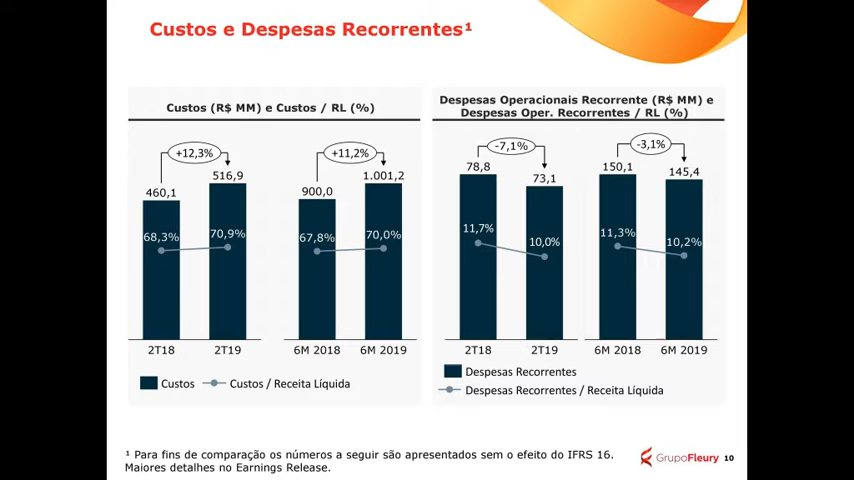 Custos e Despesas Recorrentes¹
Custos (R$ MM) e Custos / RL (%)
+12,3%
+11,2%
460,1
516,9
900,0
1.001,2
68,3%
70,9%
67,8%
70,0%
2T18
2T19
6M 2018
6M 2019
Custos
Custos / Receita Líquida
Despesas Operacionais Recorrente (R$ MM) e
Despesas Oper. Recorrentes / RL (%)
-7,1%
-3,1%
78,8
73,1
150,1
145,4
11,7%
10,0%
11,3%
10,2%
2T18
2T19
6M 2018
6M 2019
Despesas Recorrentes
Despesas Recorrentes / Receita Líquida
¹ Para fins de comparação os números a seguir são apresentados sem o efeito do IFRS 16.
Maiores detalhes no Earnings Release.
GrupoFleury
10